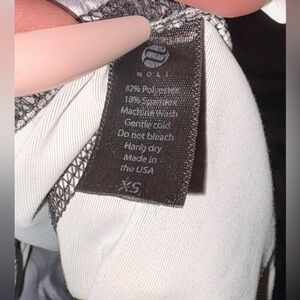 NOLI
82% Polyester
18% Spandex
Machine Wash
Gentle cold
Do not bleach
Hang dry
Made in
the USA
XS